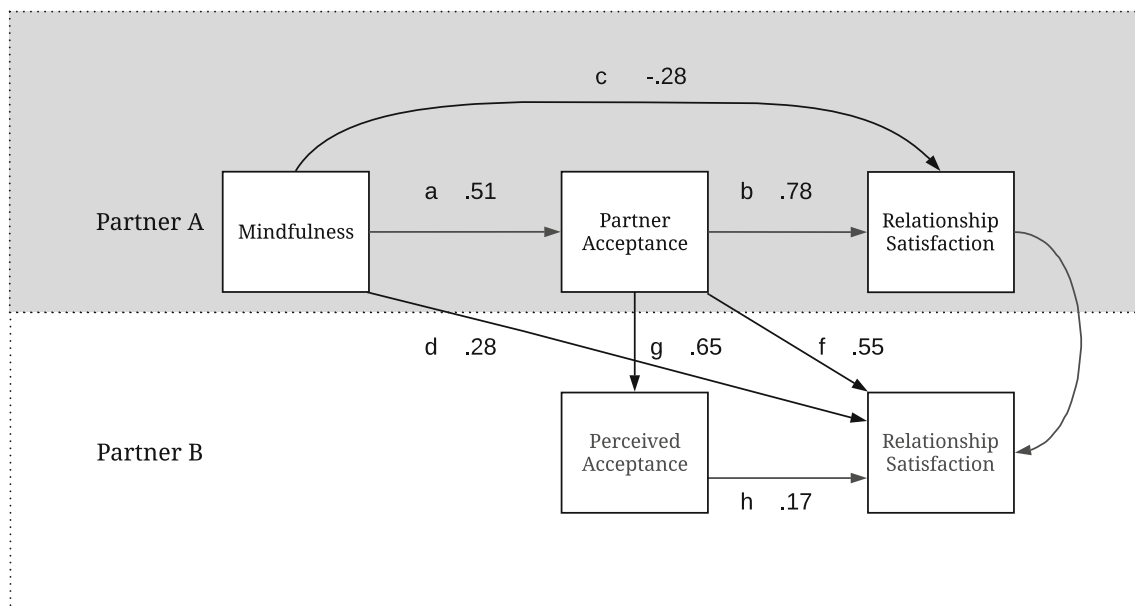 c -.28
a .51
b .78
Partner A
Mindfulness
Partner
Acceptance
Relationship
Satisfaction
d .28
g .65
f .55
Partner B
Perceived
Acceptance
Relationship
Satisfaction
h .17